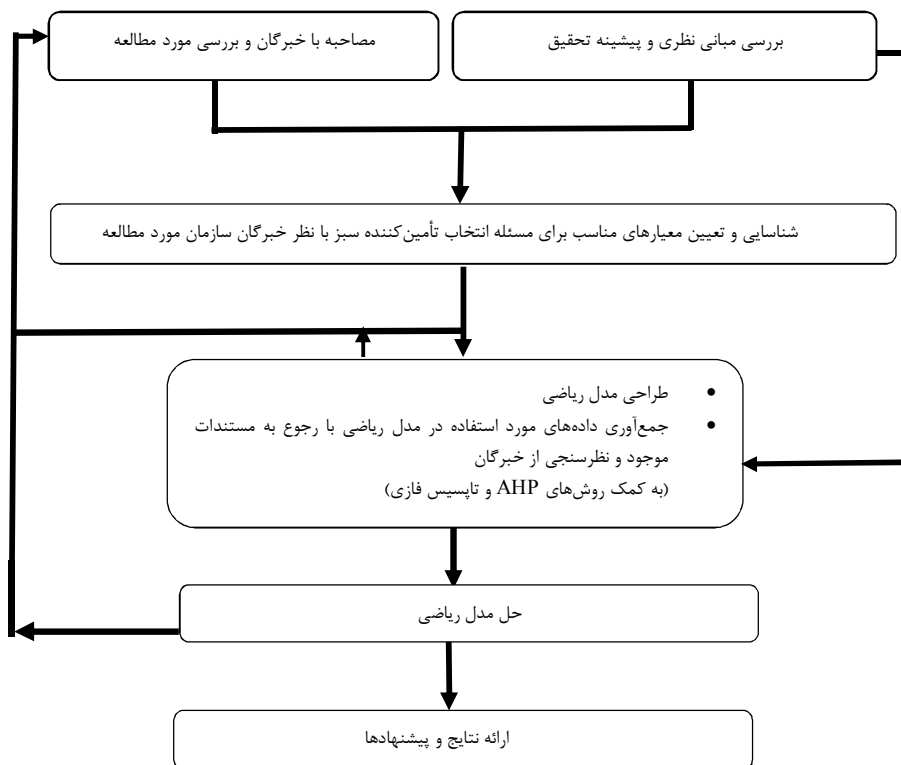 بررسی مبانی نظری و پیشینه تحقیق
مصاحبه با خبرگان و بررسی مورد مطالعه
شناسایی و تعیین معیارهای مناسب برای مسئله انتخاب تأمین‌کننده سبز با نظر خبرگان سازمان مورد مطالعه
• طراحی مدل ریاضی
• جمع‌آوری داده‌های مورد استفاده در مدل ریاضی با رجوع به مستندات
موجود و نظرسنجی از خبرگان
(به کمک روش‌های AHP و تاپسیس فازی)
حل مدل ریاضی
ارائه نتایج و پیشنهادها